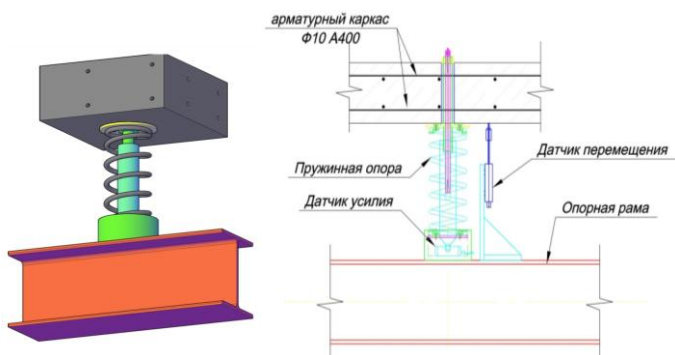 арматурный каркас
Ф10 А400
Датчик перемещения
Пружинная опора
Датчик усилия
Опорная рама